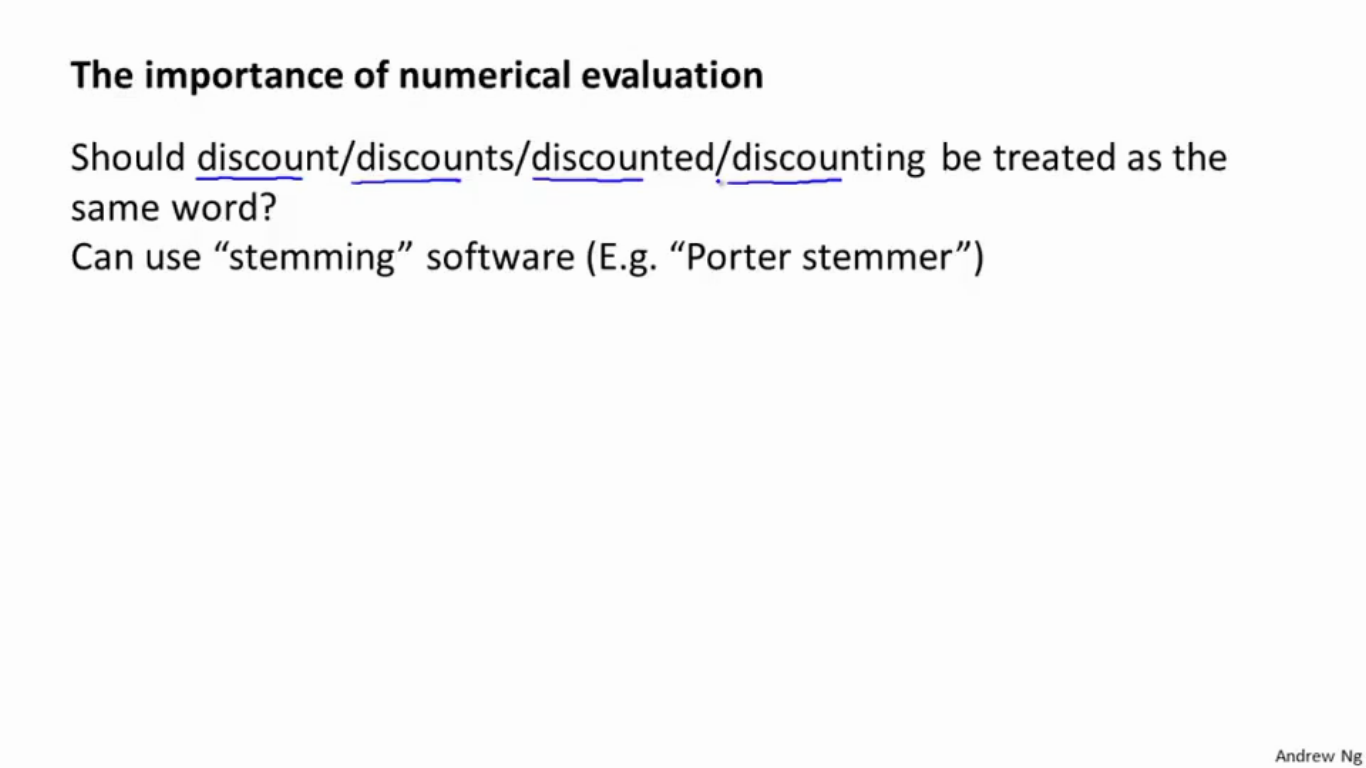 The importance of numerical evaluation
Should discount/discounts/discounted/discounting be treated as the
same word?
Can use “stemming” software (E.g. “Porter stemmer”)
Andrew Ng